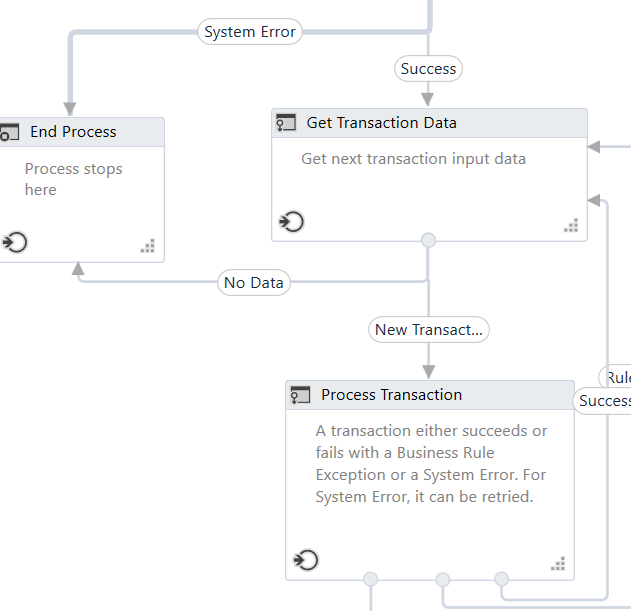 System Error
Success
End Process
Process stops
here
Get Transaction Data
Get next transaction input data
No Data
New Transact...
Process Transaction
A transaction either succeeds or
fails with a Business Rule
Exception or a System Error. For
System Error, it can be retried.
Rule
Success